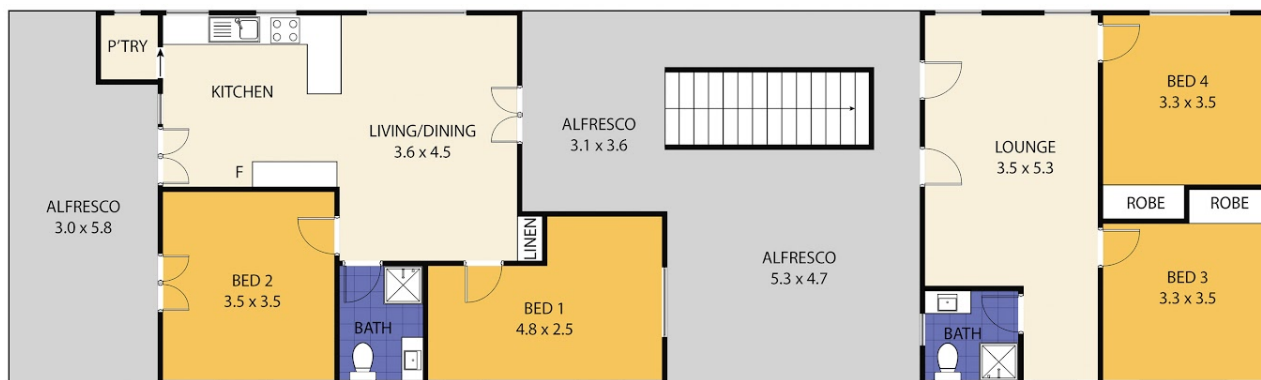 P'TRY
KITCHEN
F
LIVING/DINING
3.6 x 4.5
ALFRESCO
3.0 x 5.8
BED 2
3.5 x 3.5
BATH
LINEN
BED 1
4.8 x 2.5
ALFRESCO
3.1 x 3.6
ALFRESCO
5.3 x 4.7
LOUNGE
3.5 x 5.3
BATH
BED 4
3.3 x 3.5
ROBE
ROBE
BED 3
3.3 x 3.5